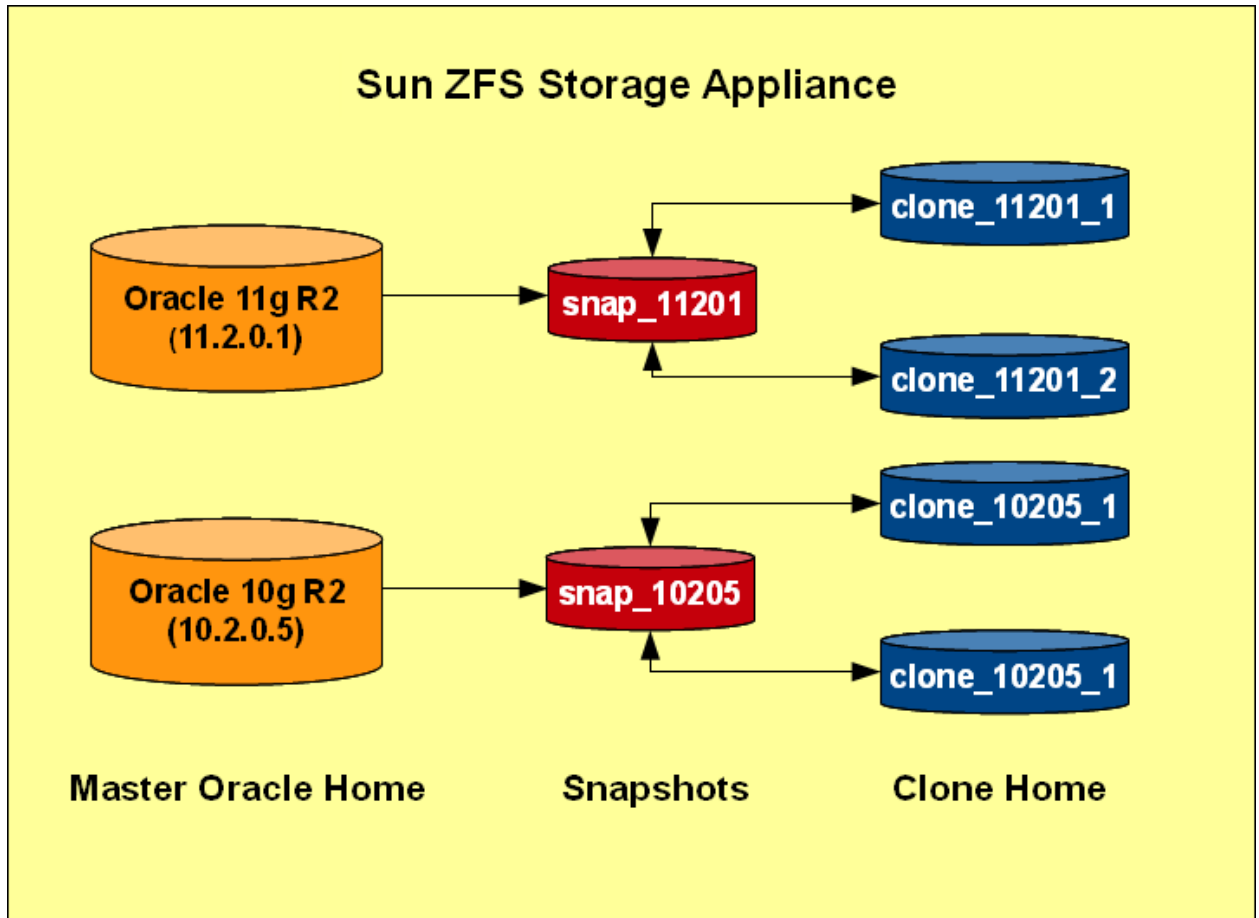 Sun ZFS Storage Appliance
clone_11201_1
Oracle 11g R2
(11.2.0.1)
snap_11201
clone_11201_2
clone_10205_1
Oracle 10g R2
(10.2.0.5)
snap_10205
clone_10205_1
Master Oracle Home
Snapshots
Clone Home